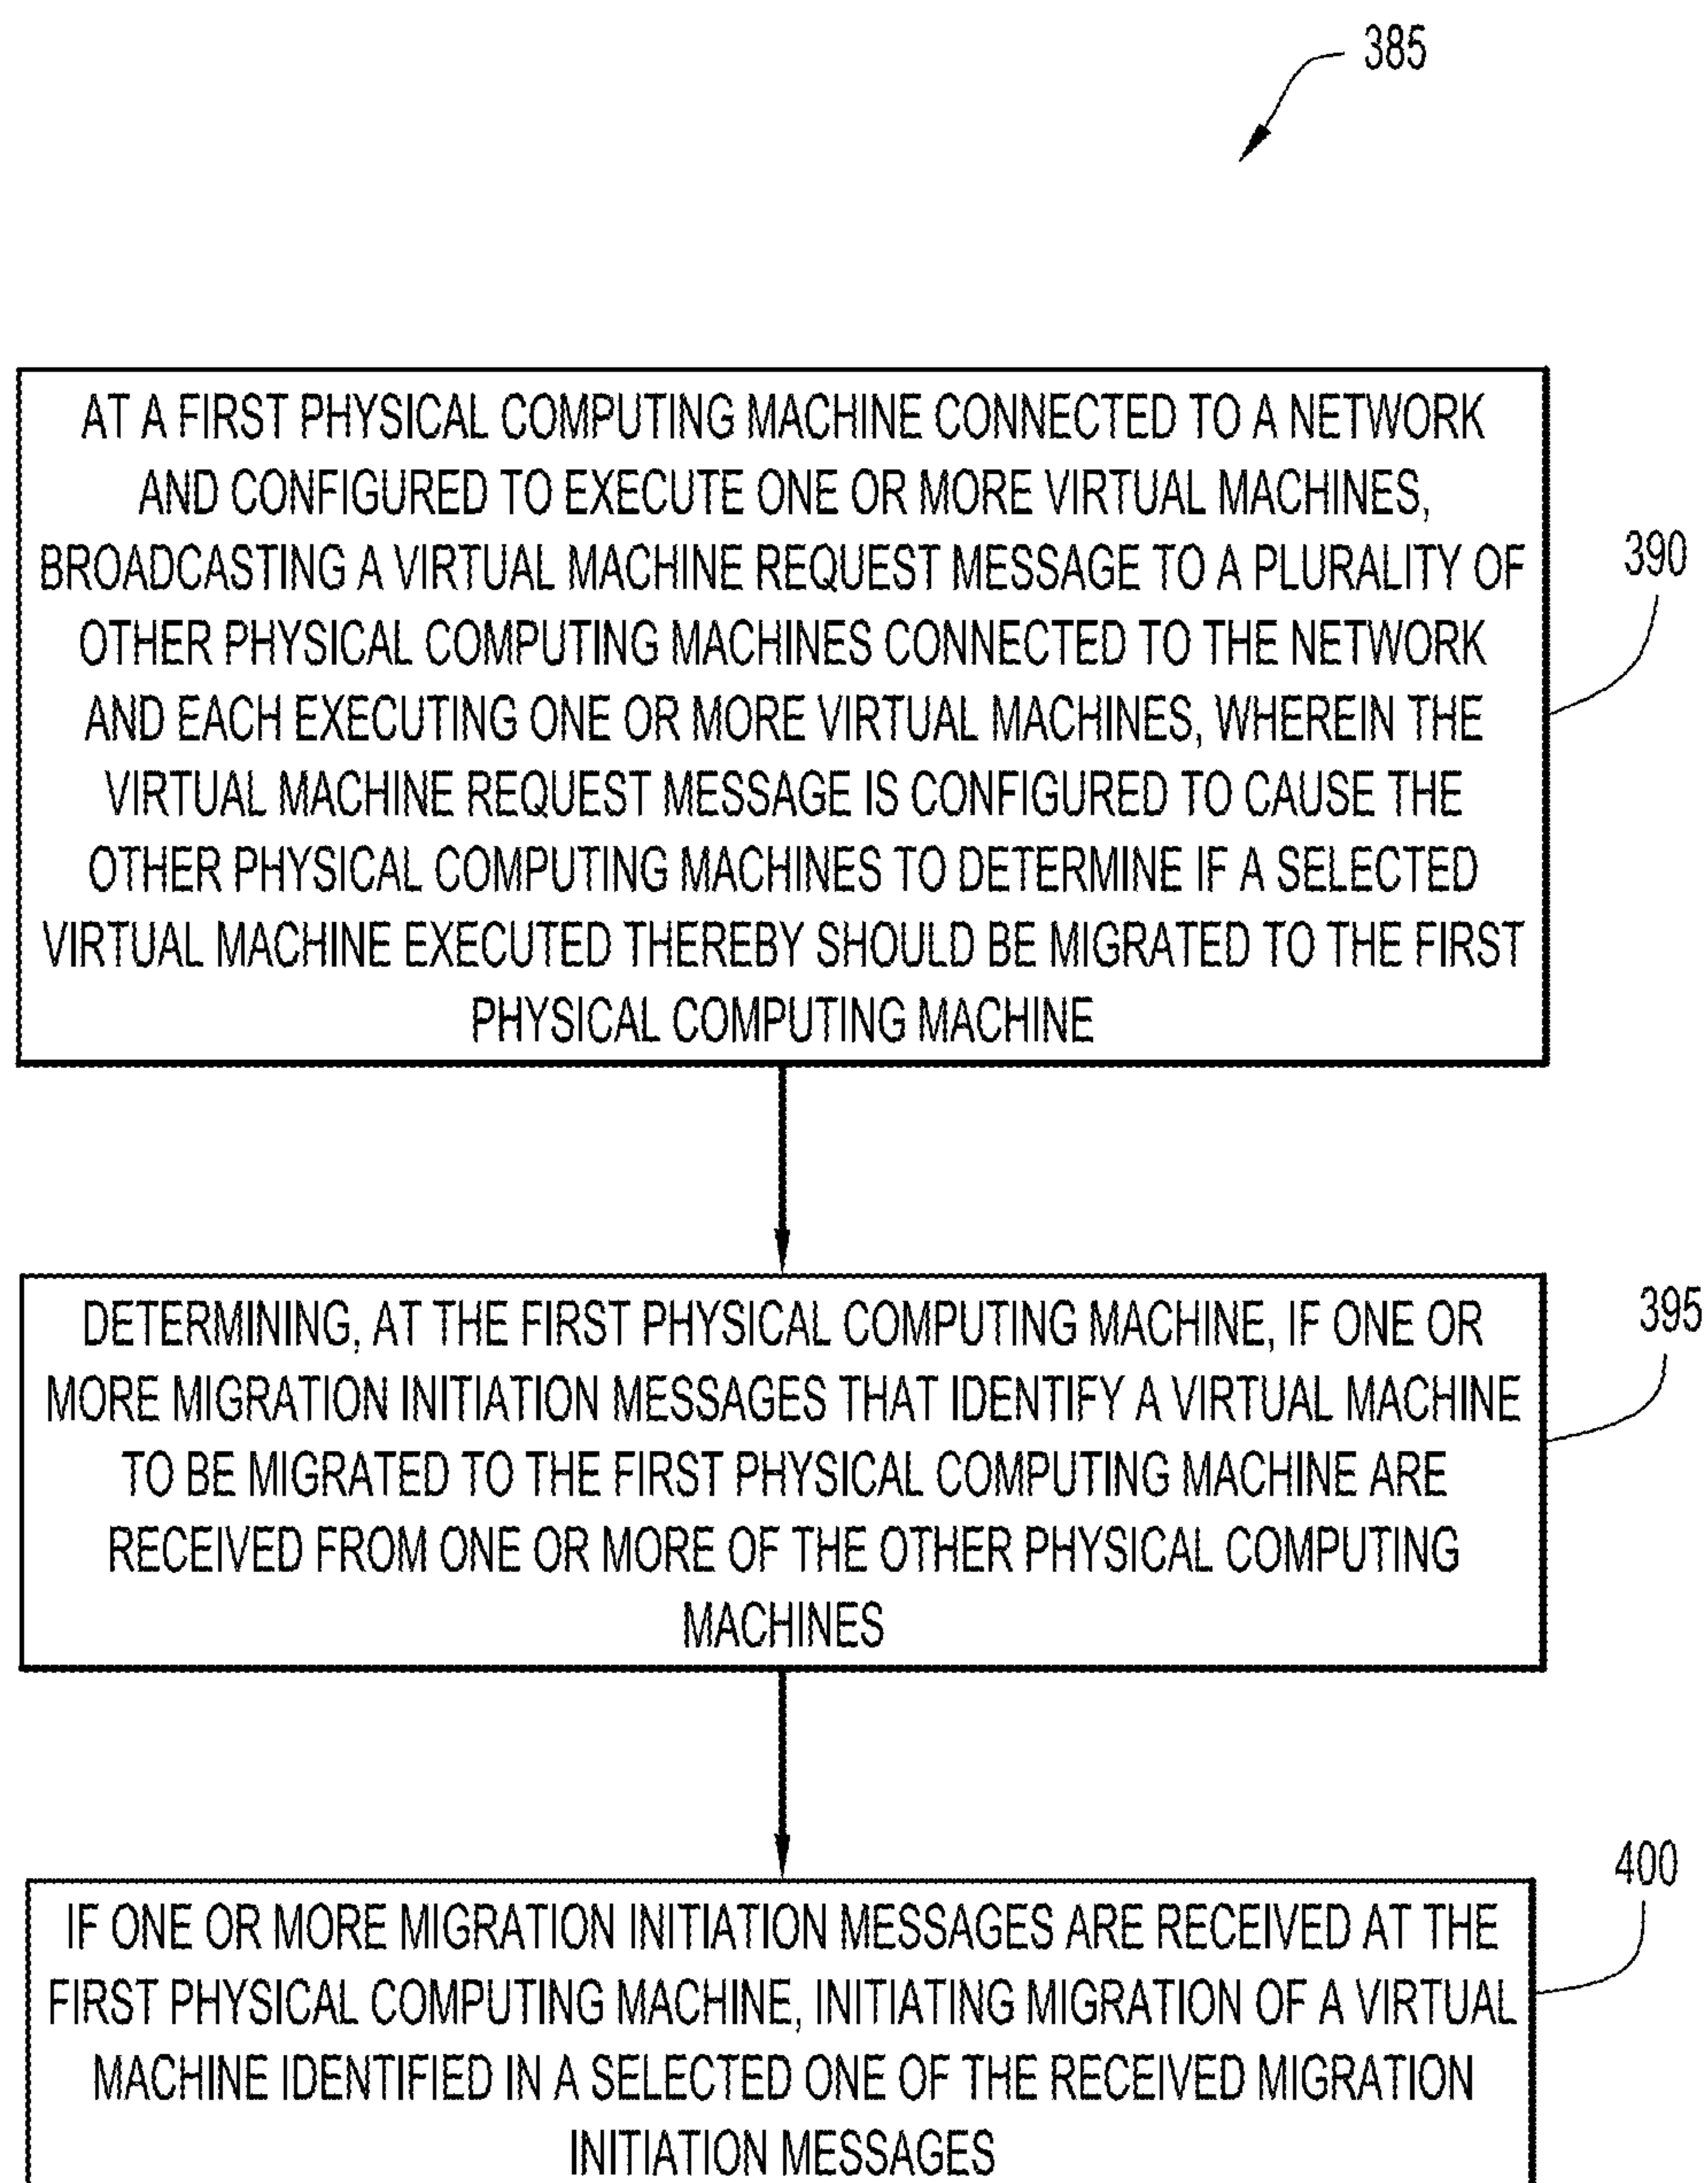 385
AT A FIRST PHYSICAL COMPUTING MACHINE CONNECTED TO A NETWORK
AND CONFIGURED TO EXECUTE ONE OR MORE VIRTUAL MACHINES,
BROADCASTING A VIRTUAL MACHINE REQUEST MESSAGE TO A PLURALITY OF
OTHER PHYSICAL COMPUTING MACHINES CONNECTED TO THE NETWORK
AND EACH EXECUTING ONE OR MORE VIRTUAL MACHINES, WHEREIN THE
VIRTUAL MACHINE REQUEST MESSAGE IS CONFIGURED TO CAUSE THE
OTHER PHYSICAL COMPUTING MACHINES TO DETERMINE IF A SELECTED
VIRTUAL MACHINE EXECUTED THEREBY SHOULD BE MIGRATED TO THE FIRST
PHYSICAL COMPUTING MACHINE
390
DETERMINING, AT THE FIRST PHYSICAL COMPUTING MACHINE, IF ONE OR
MORE MIGRATION INITIATION MESSAGES THAT IDENTIFY A VIRTUAL MACHINE
TO BE MIGRATED TO THE FIRST PHYSICAL COMPUTING MACHINE ARE
RECEIVED FROM ONE OR MORE OF THE OTHER PHYSICAL COMPUTING
MACHINES
395
IF ONE OR MORE MIGRATION INITIATION MESSAGES ARE RECEIVED AT THE
FIRST PHYSICAL COMPUTING MACHINE, INITIATING MIGRATION OF A VIRTUAL
MACHINE IDENTIFIED IN A SELECTED ONE OF THE RECEIVED MIGRATION
INITIATION MESSAGES
400